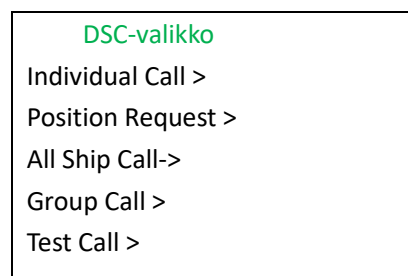 DSC-valikko
Individual Call >
Position Request >
All Ship Call->
Group Call >
Test Call >